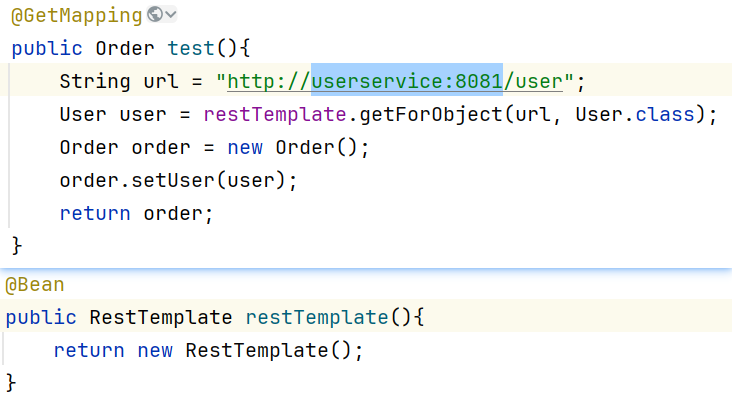 @GetMapping
public Order test(){
    String url = "http://userservice:8081/user";
    User user = restTemplate.getForObject(url, User.class);
    Order order = new Order();
    order.setUser(user);
    return order;
}
@Bean
public RestTemplate restTemplate(){
    return new RestTemplate();
}